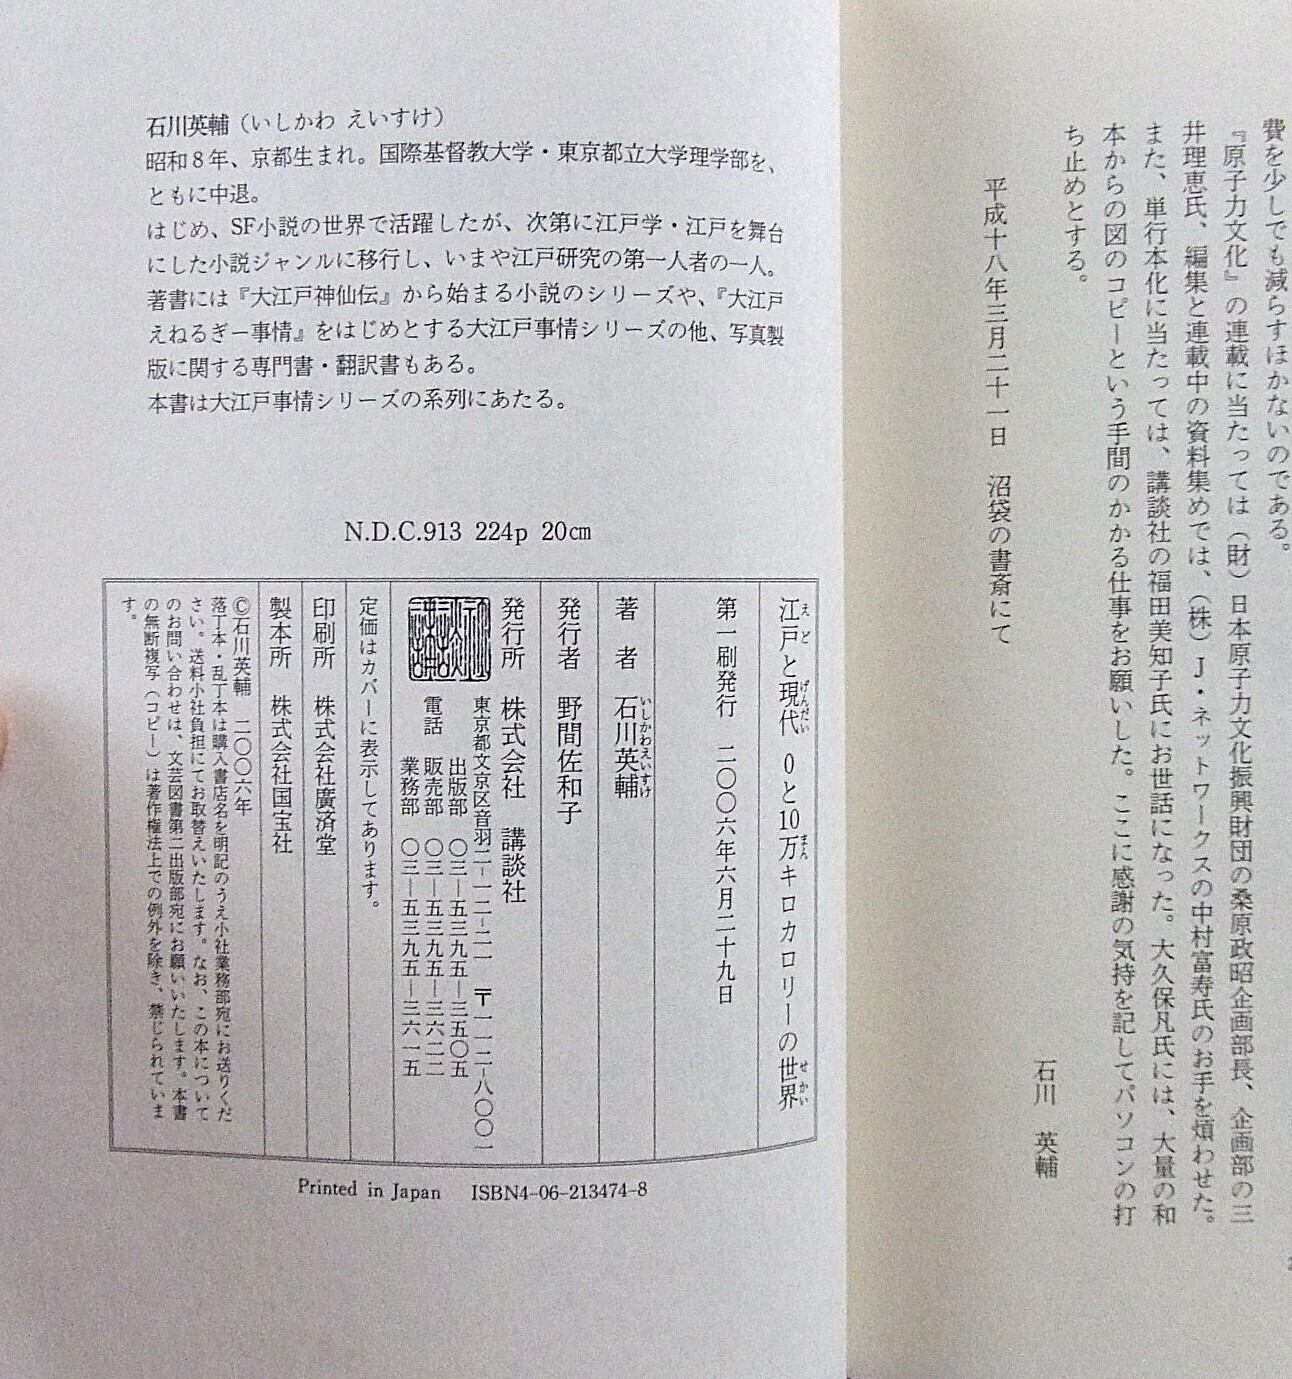 費を少しでも減らすほかないのである。
『原子力文化』の連載に当たっては（財）日本原子力文化振興財団の桑原政昭企画部長、企画部の三
井理恵氏、編集と連載中の資料集めでは、（株）J・ネットワークスの中村富寿氏のお手を煩わせた。
また、単行本化に当たっては、講談社の福田美知子氏にお世話になった。大久保凡氏には、大量の和
本からの図のコピーという手間のかかる仕事をお願いした。ここに感謝の気持を記してパソコンの打
ち止めとする。
石川 英輔
平成十八年三月二十一日 沼袋の書斎にて
石川英輔（いしかわ えいすけ）
昭和8年、京都生まれ。国際基督教大学・東京都立大学理学部を、
ともに中退。
はじめ、SF小説の世界で活躍したが、次第に江戸学・江戸を舞台
にした小説ジャンルに移行し、いまや江戸研究の第一人者の一人。
著書には『大江戸神仙伝』から始まる小説のシリーズや、『大江戸
えねるぎー事情』をはじめとする大江戸事情シリーズの他、写真製
版に関する専門書・翻訳書もある。
本書は大江戸事情シリーズの系列にあたる。
N.D.C.913 224p 20cm
江戸と現代 0と10万キロカロリーの世界
えど げんだい まん せかい
第一刷発行 二〇〇六年六月二十九日
著 者 石川英輔
いしかわえいすけ
発行者 野間佐和子
発行所 株式会社 講談社
東京都文京区音羽二―一二―二一 〒一一二―八〇〇一
電話 出版部 〇三―五三九五―三五〇五
販売部 〇三―五三九五―三六二二
業務部 〇三―五三九五―三六一五
定価はカバーに表示してあります。
印刷所 株式会社廣済堂
製本所 株式会社国宝社
©石川英輔 二〇〇六年
落丁本・乱丁本は購入書店名を明記のうえ小社業務部宛にお送りくだ
さい。送料小社負担にてお取替えいたします。なお、この本について
のお問い合わせは、文芸図書第二出版部宛にお願いいたします。本書
の無断複写（コピー）は著作権法上での例外を除き、禁じられていま
す。
Printed in Japan ISBN4-06-213474-8